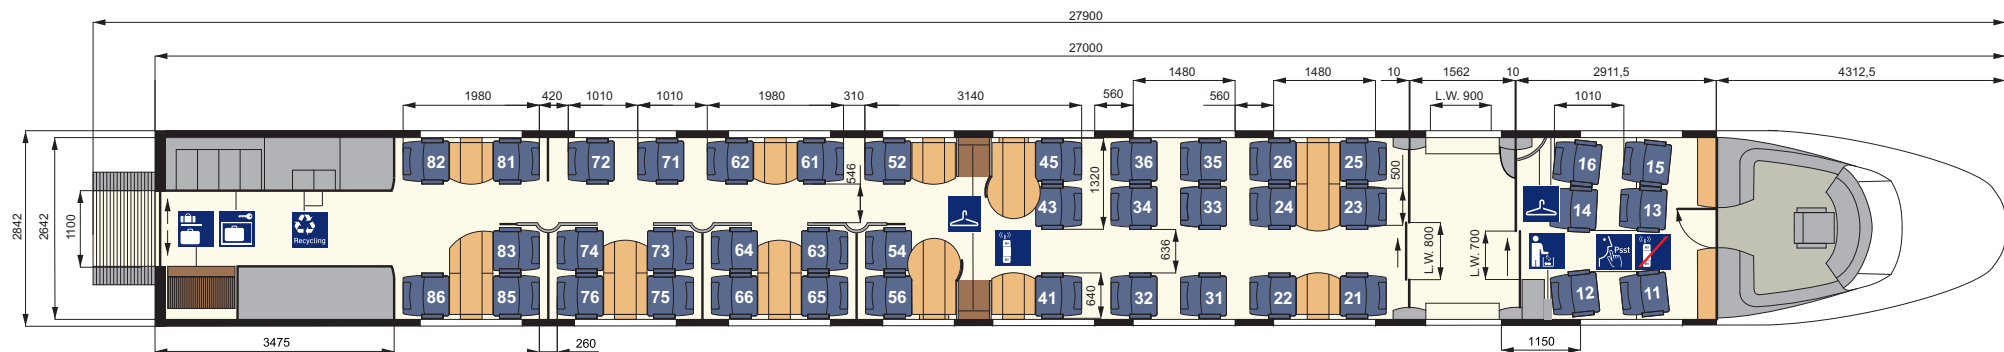 27900
27000
1480 1480 10 1562 10 2911,5 4312,5
1980 420 1010 1010 1980 310 3140 560 560 L.W. 900 1010
82 81 72 71 62 61 52 45 36 35 26 25 16 15
546 1320 500
43 34 33 24 23 14 13
2842 2642 1100
Recycling
83 74 73 64 63 54
636 L.W. 800 L.W. 700
Psst
86 85 76 75 66 65 56 41 32 31 22 21 12 11
640
3475 260 1150